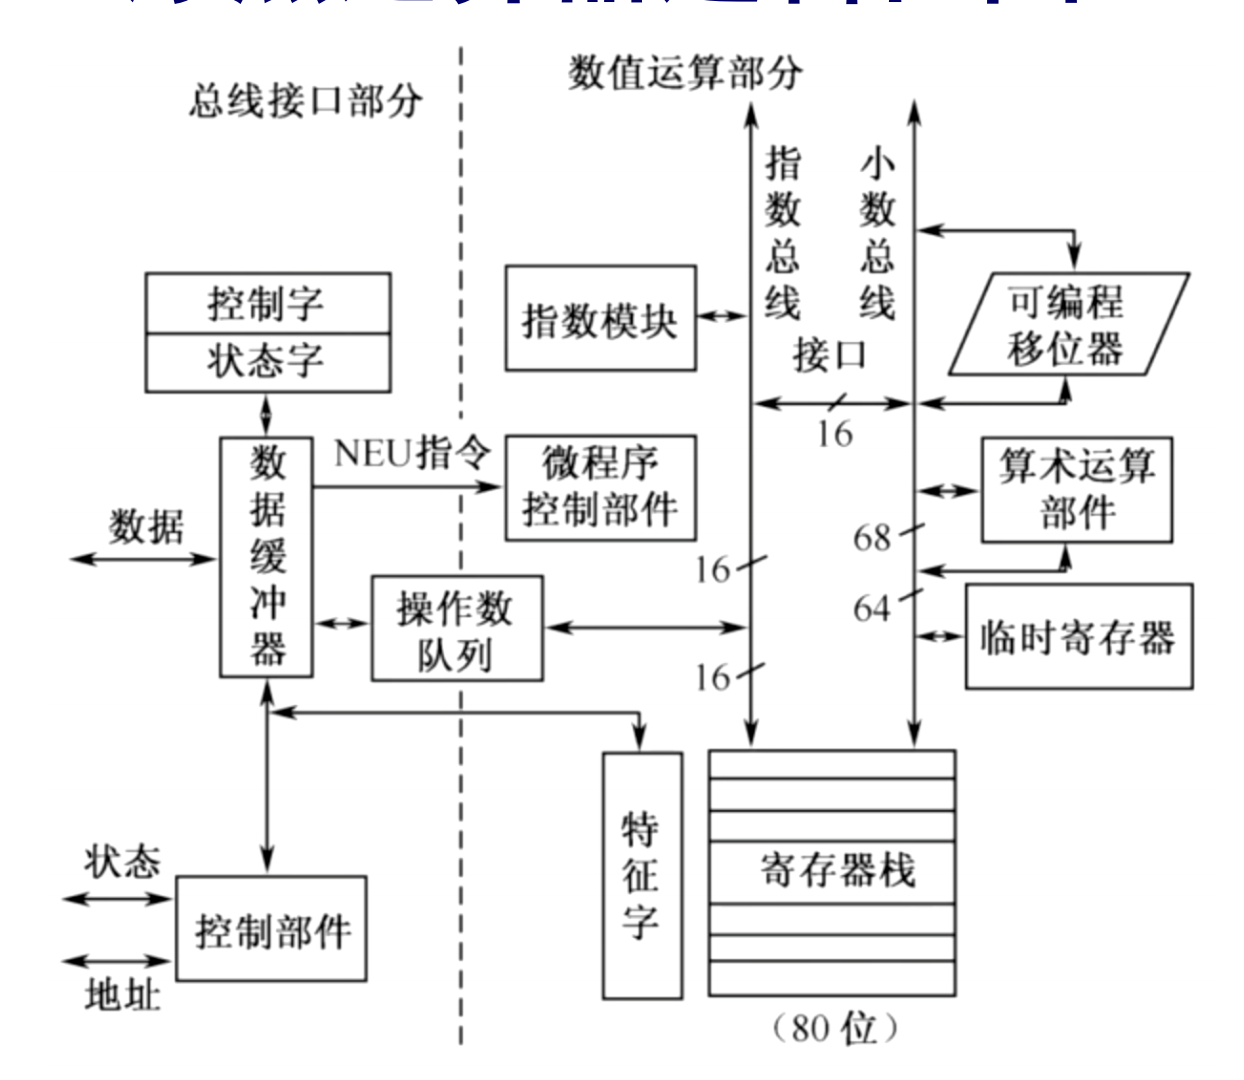 总线接口部分
数值运算部分
指数总线
小数总线
控制字
状态字
指数模块
可编程
移位器
接口
16
数据缓冲器
NEU指令
微程序
控制部件
算术运算
部件
数据
68
16
64
操作数
队列
临时寄存器
16
特征字
寄存器栈
状态
控制部件
地址
（80 位）